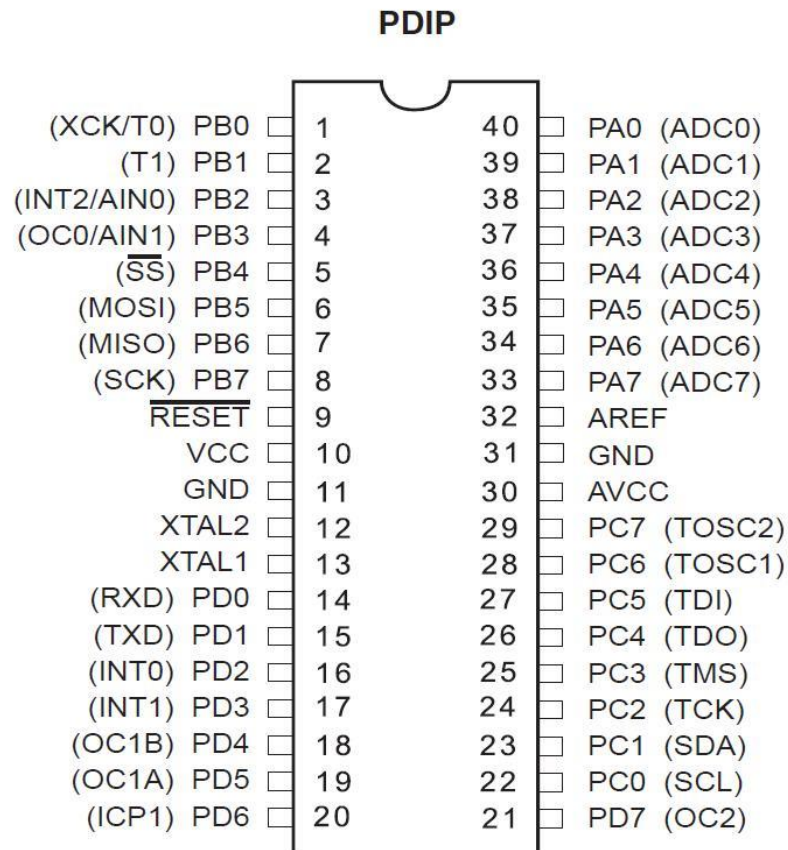 PDIP
(XCK/T0) PB0 1 40 PA0 (ADC0)
(T1) PB1 2 39 PA1 (ADC1)
(INT2/AIN0) PB2 3 38 PA2 (ADC2)
(OC0/AIN1) PB3 4 37 PA3 (ADC3)
(SS) PB4 5 36 PA4 (ADC4)
(MOSI) PB5 6 35 PA5 (ADC5)
(MISO) PB6 7 34 PA6 (ADC6)
(SCK) PB7 8 33 PA7 (ADC7)
RESET 9 32 AREF
VCC 10 31 GND
GND 11 30 AVCC
XTAL2 12 29 PC7 (TOSC2)
XTAL1 13 28 PC6 (TOSC1)
(RXD) PD0 14 27 PC5 (TDI)
(TXD) PD1 15 26 PC4 (TDO)
(INT0) PD2 16 25 PC3 (TMS)
(INT1) PD3 17 24 PC2 (TCK)
(OC1B) PD4 18 23 PC1 (SDA)
(OC1A) PD5 19 22 PC0 (SCL)
(ICP1) PD6 20 21 PD7 (OC2)